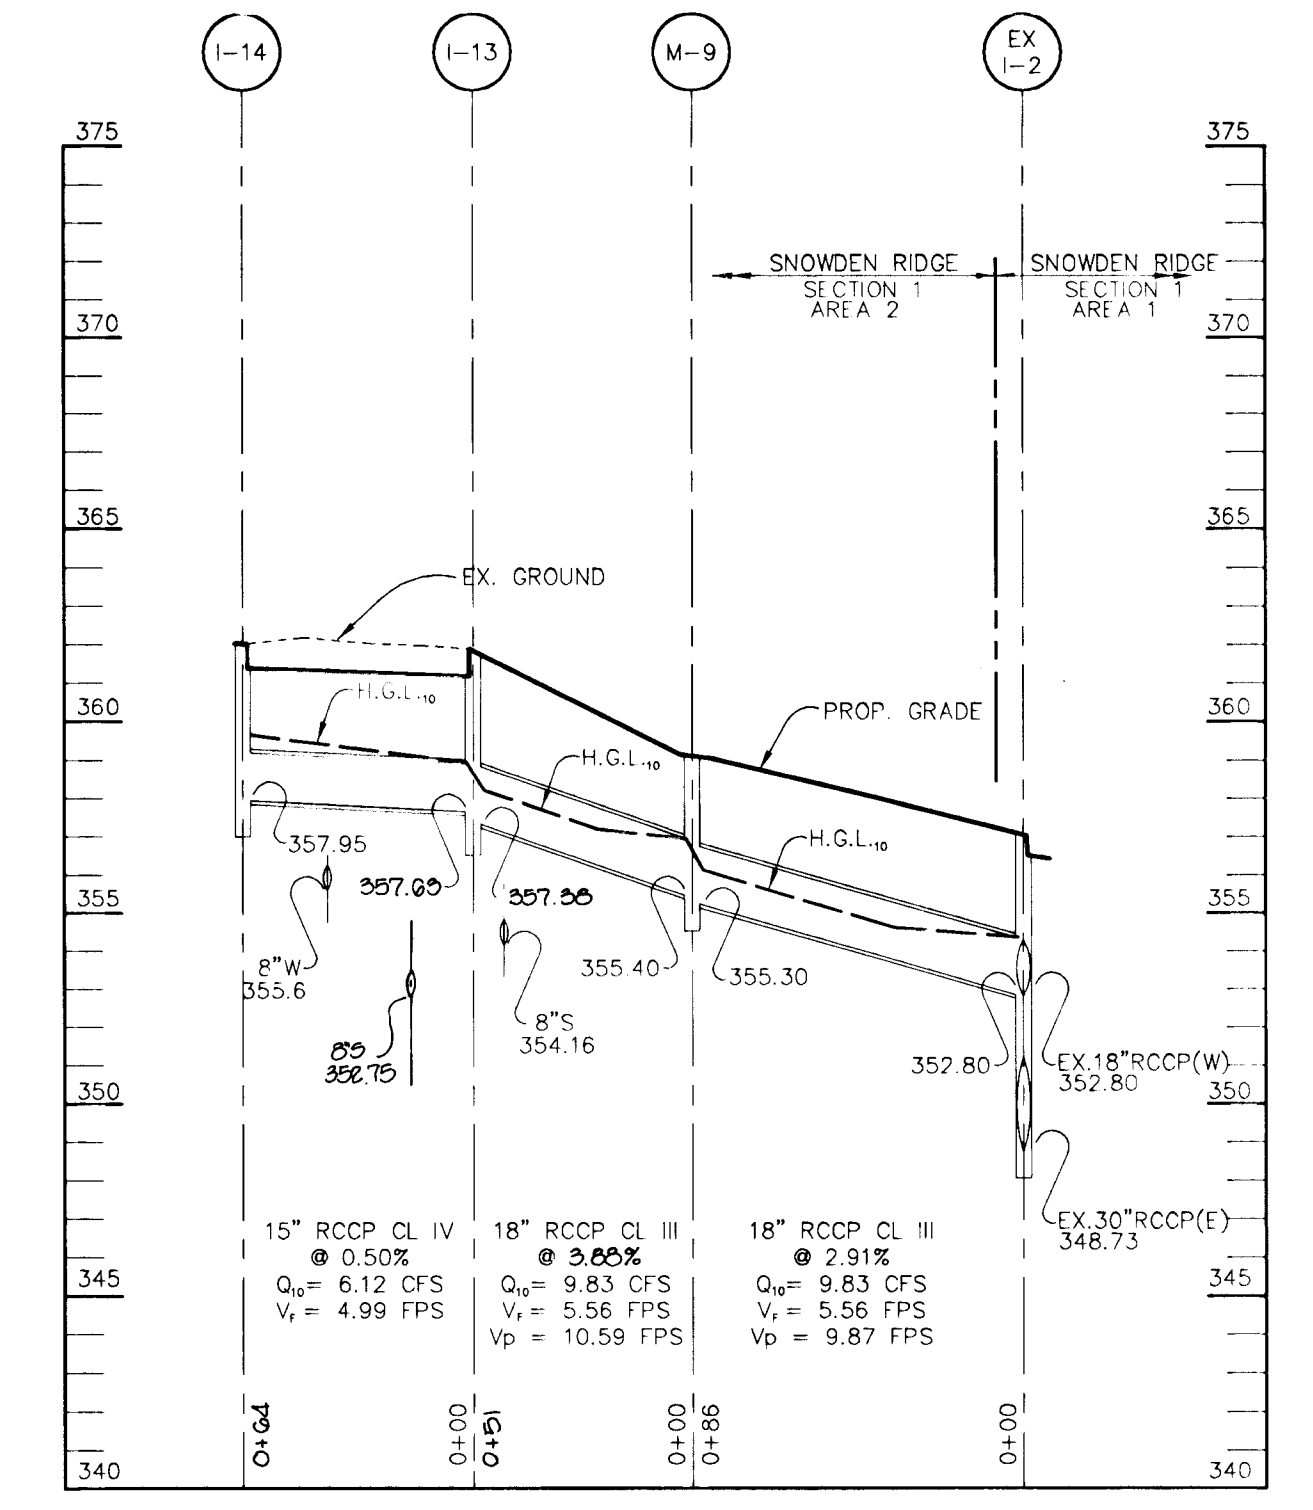 I-14
I-13
M-9
EX
I-2
375
375
SNOWDEN RIDGE
SECTION 1
AREA 2
SNOWDEN RIDGE
SECTION 1
AREA 1
370
370
365
365
EX. GROUND
H.G.L.10
360
360
PROP. GRADE
H.G.L.10
H.G.L.10
357.95
357.63
357.38
355
355
8"W
355.6
355.40
355.30
8"S
354.16
8"S
352.75
352.80
EX.18"RCCP(W)
352.80
350
350
EX.30"RCCP(E)
348.73
15" RCCP CL IV
@ 0.50%
Q10= 6.12 CFS
VF = 4.99 FPS
18" RCCP CL III
@ 3.88%
Q10= 9.83 CFS
VF = 5.56 FPS
Vp = 10.59 FPS
18" RCCP CL III
@ 2.91%
Q10= 9.83 CFS
VF = 5.56 FPS
Vp = 9.87 FPS
345
345
0+64
0+00
0+51
0+00
0+86
0+00
340
340